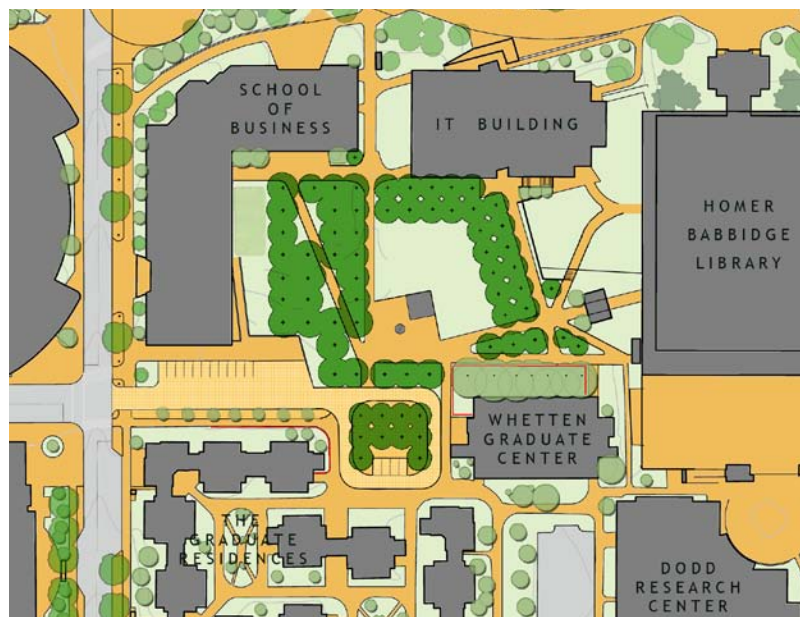 SCHOOL
OF
BUSINESS
IT BUILDING
HOMER
BABBIDGE
LIBRARY
WHETTEN
GRADUATE
CENTER
THE
GRADUATE
RESIDENCES
DODD
RESEARCH
CENTER